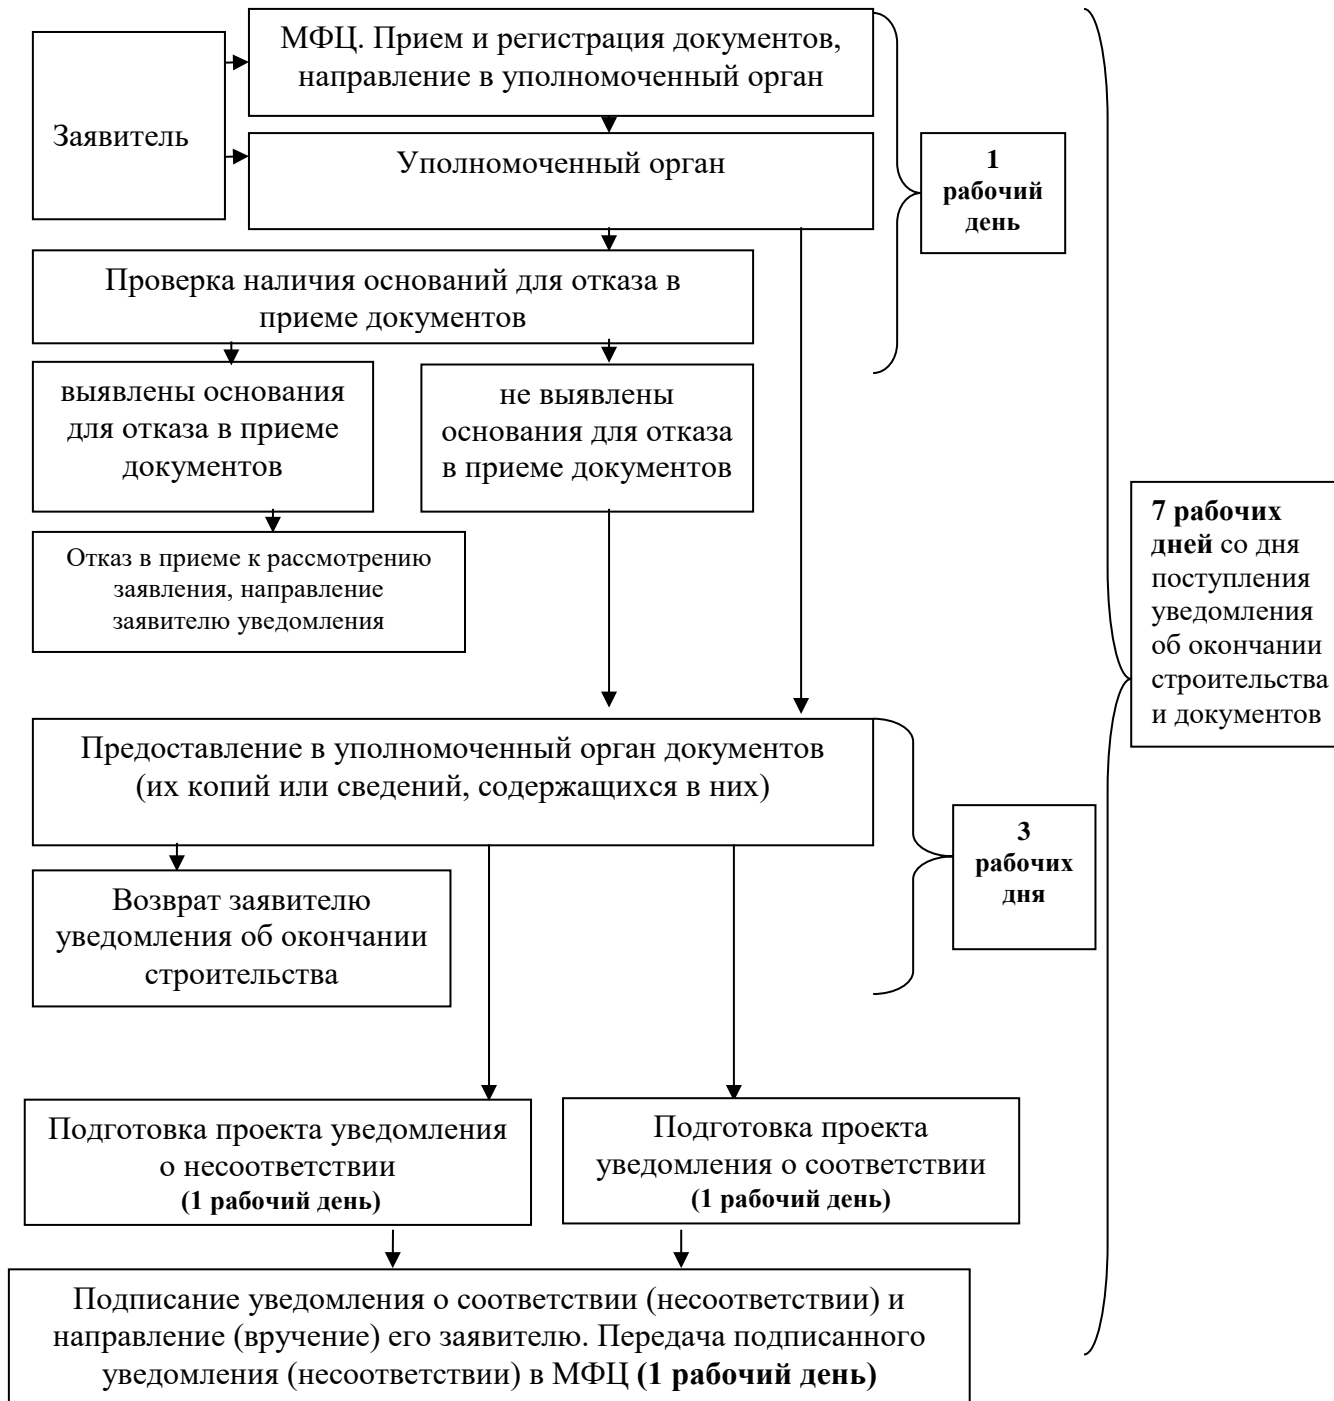 МФЦ. Прием и регистрация документов,
направление в уполномоченный орган
Заявитель
Уполномоченный орган
1
рабочий
день
Проверка наличия оснований для отказа в
приеме документов
выявлены основания
для отказа в приеме
документов
не выявлены
основания для отказа
в приеме документов
Отказ в приеме к рассмотрению
заявления, направление
заявителю уведомления
7 рабочих
дней со дня
поступления
уведомления
об окончании
строительства
и документов
Предоставление в уполномоченный орган документов
(их копий или сведений, содержащихся в них)
3
рабочих
дня
Возврат заявителю
уведомления об окончании
строительства
Подготовка проекта уведомления
о несоответствии
(1 рабочий день)
Подготовка проекта
уведомления о соответствии
(1 рабочий день)
Подписание уведомления о соответствии (несоответствии) и
направление (вручение) его заявителю. Передача подписанного
уведомления (несоответствии) в МФЦ (1 рабочий день)